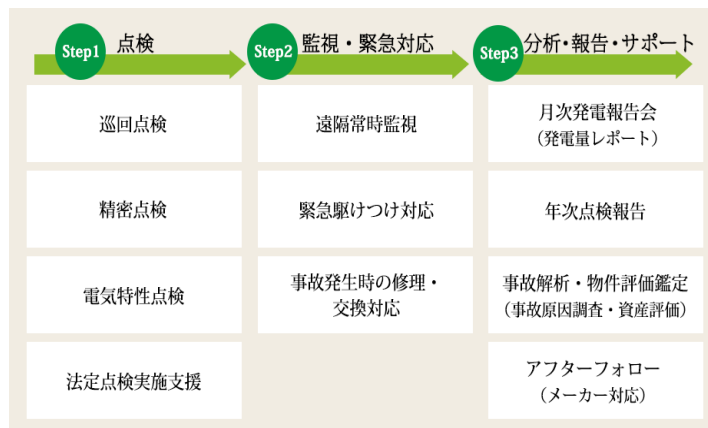 Step1 点検
巡回点検
精密点検
電気特性点検
法定点検実施支援
Step2 監視・緊急対応
遠隔常時監視
緊急駆けつけ対応
事故発生時の修理・
交換対応
Step3 分析・報告・サポート
月次発電報告会
（発電量レポート）
年次点検報告
事故解析・物件評価鑑定
（事故原因調査・資産評価）
アフターフォロー
（メーカー対応）